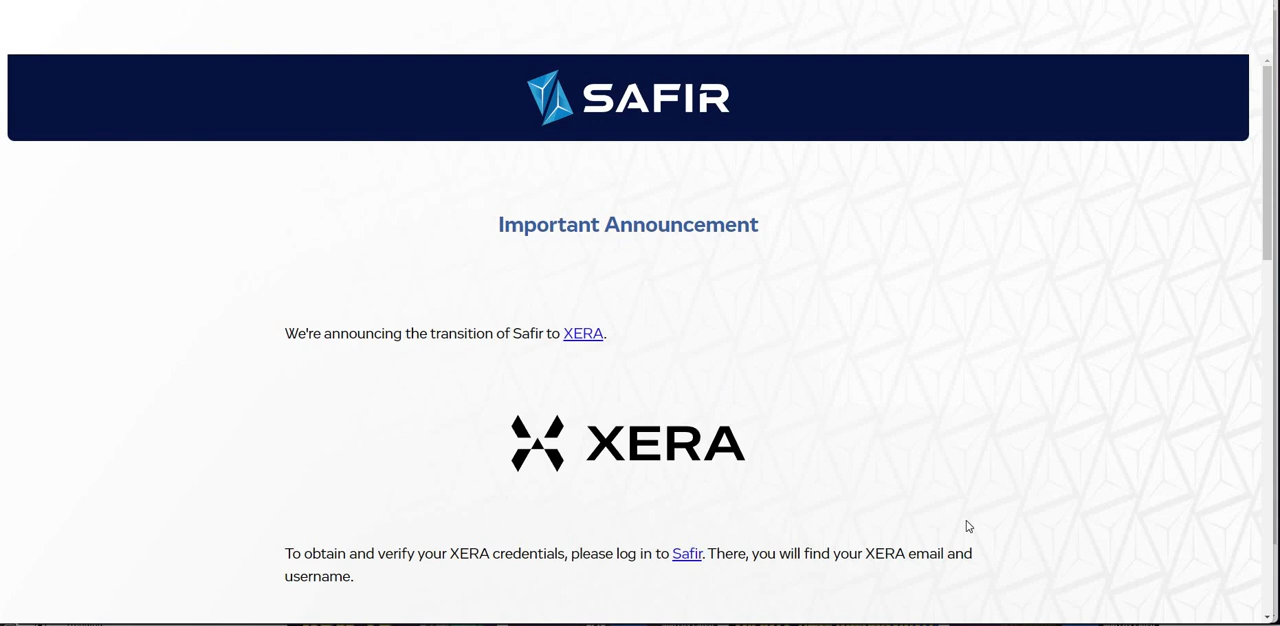 SAFIR
Important Announcement
We're announcing the transition of Safir to XERA.
XERA
To obtain and verify your XERA credentials, please log in to Safir. There, you will find your XERA email and
username.